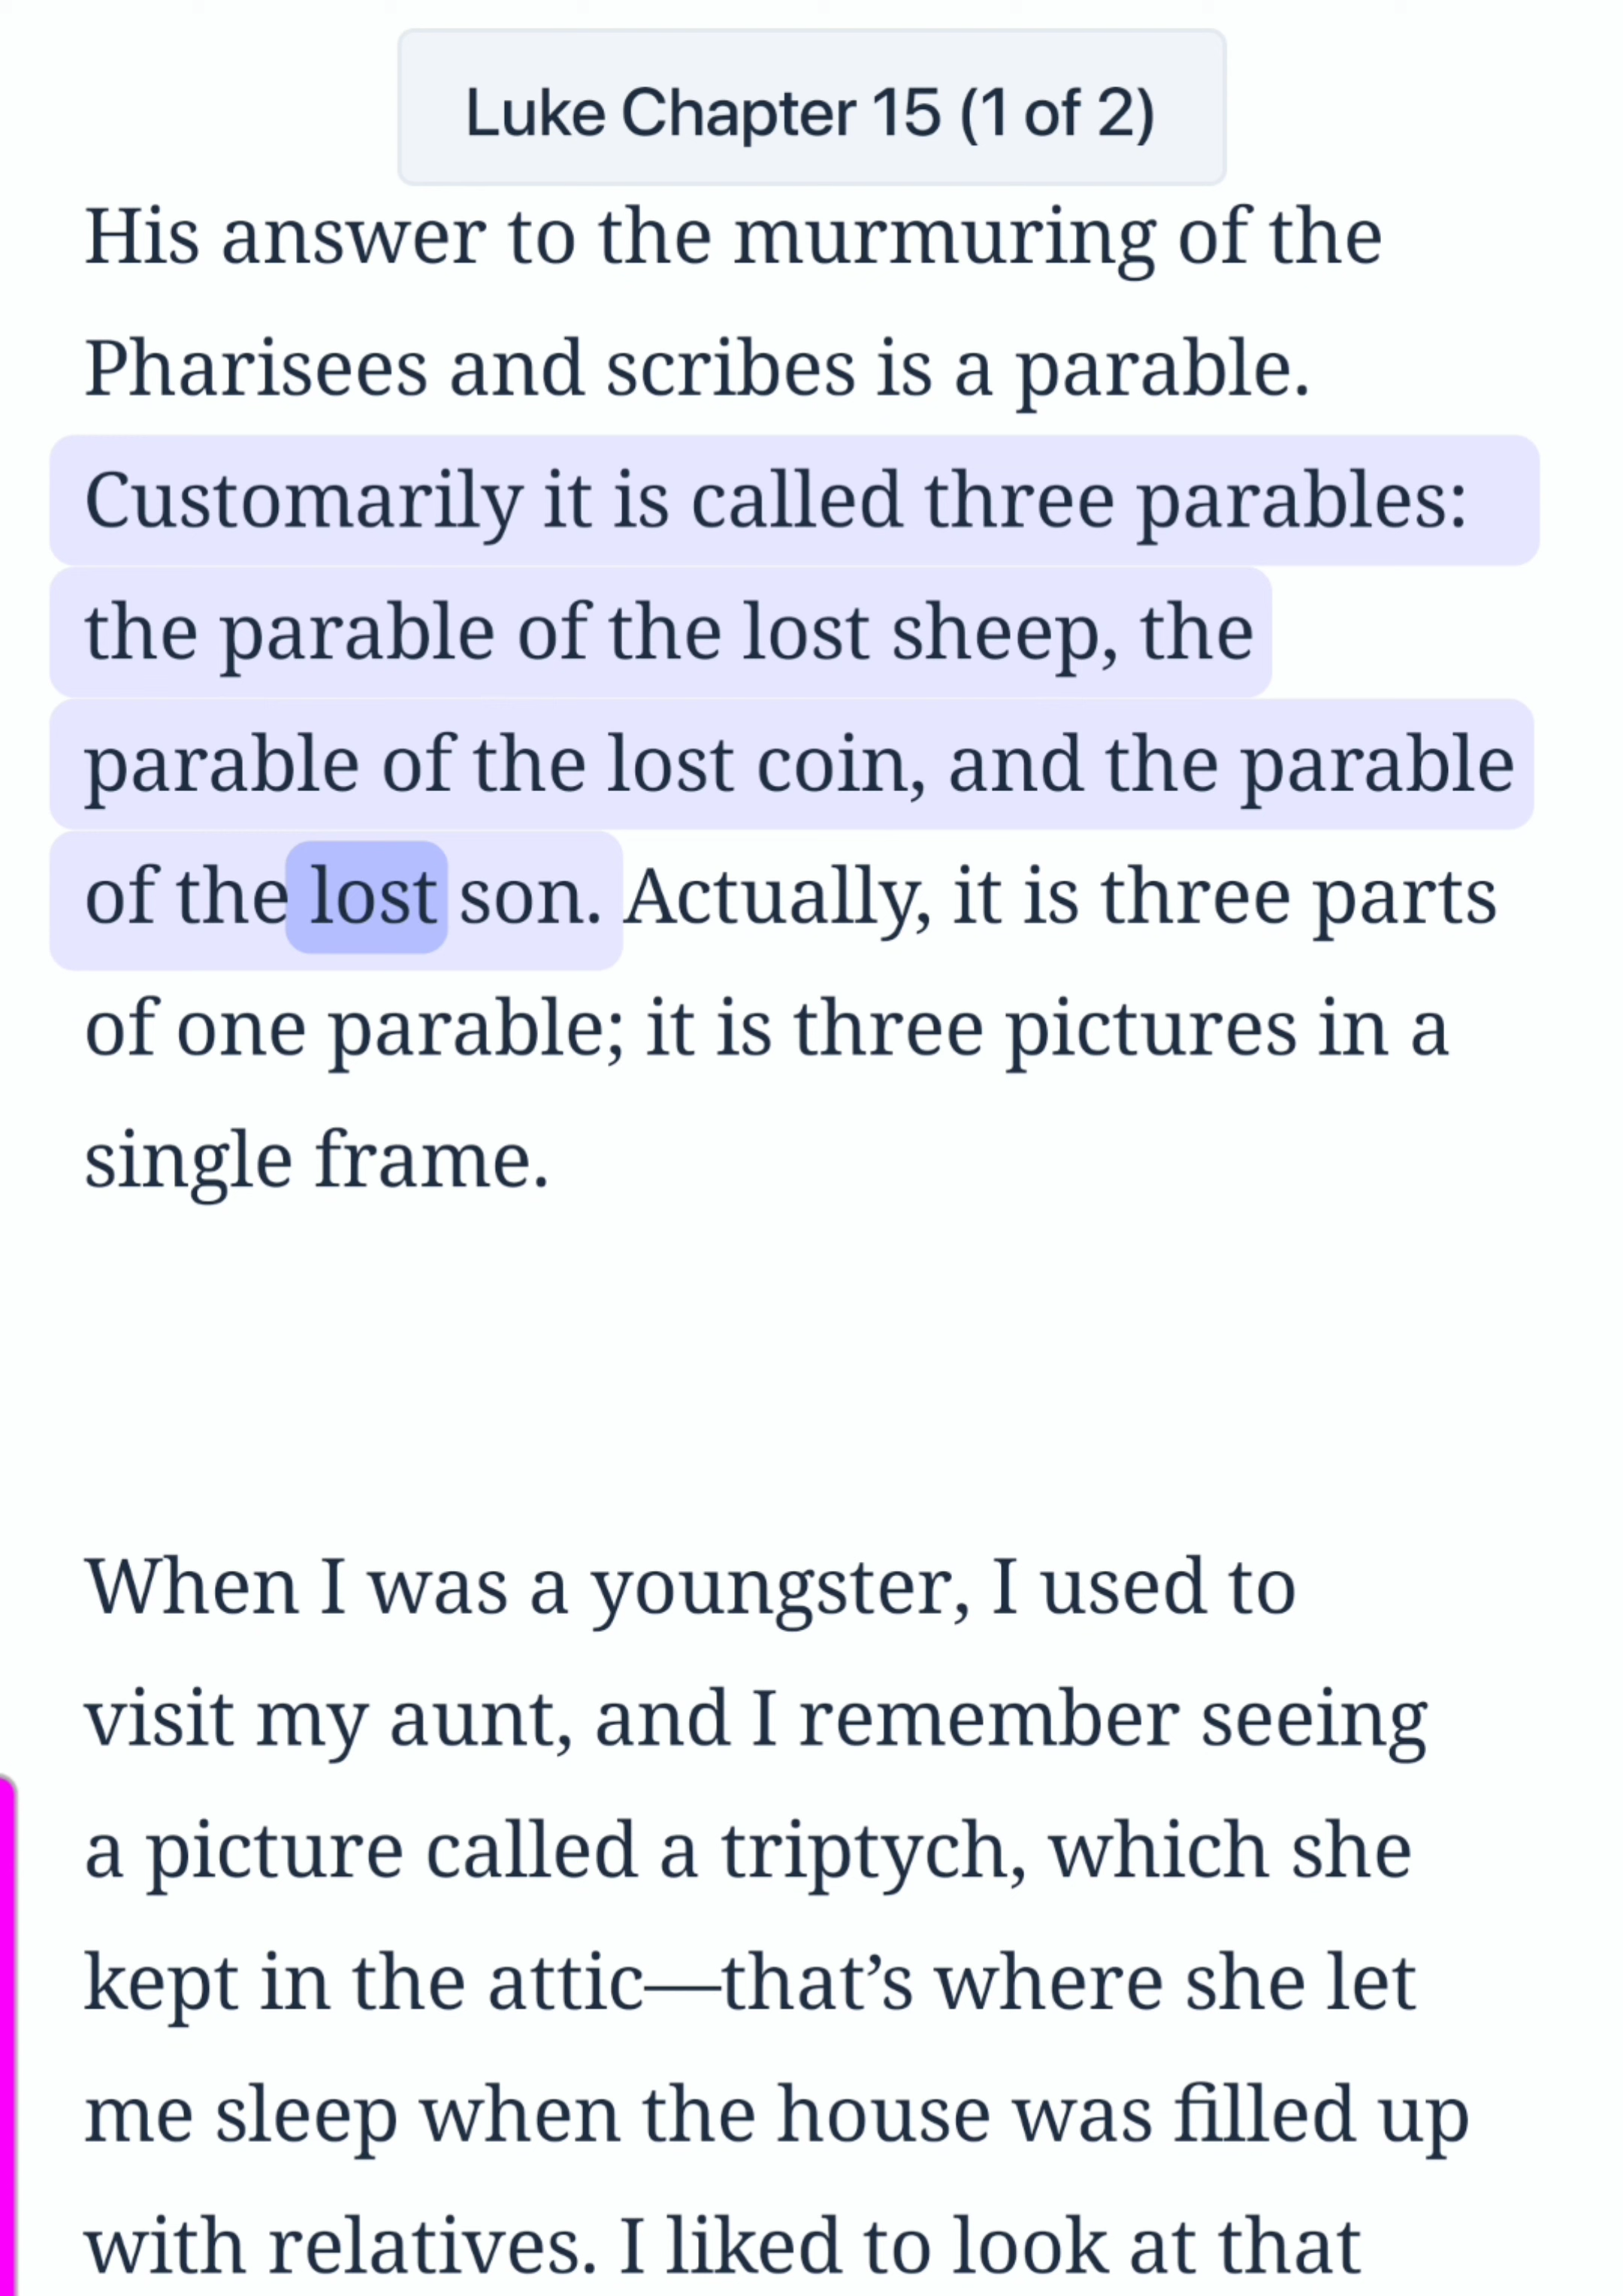 Luke Chapter 15 (1 of 2)
His answer to the murmuring of the
Pharisees and scribes is a parable.
Customarily it is called three parables:
the parable of the lost sheep, the
parable of the lost coin, and the parable
of the lost son. Actually, it is three parts
of one parable; it is three pictures in a
single frame.
When I was a youngster, I used to
visit my aunt, and I remember seeing
a picture called a triptych, which she
kept in the attic—that’s where she let
me sleep when the house was filled up
with relatives. I liked to look at that